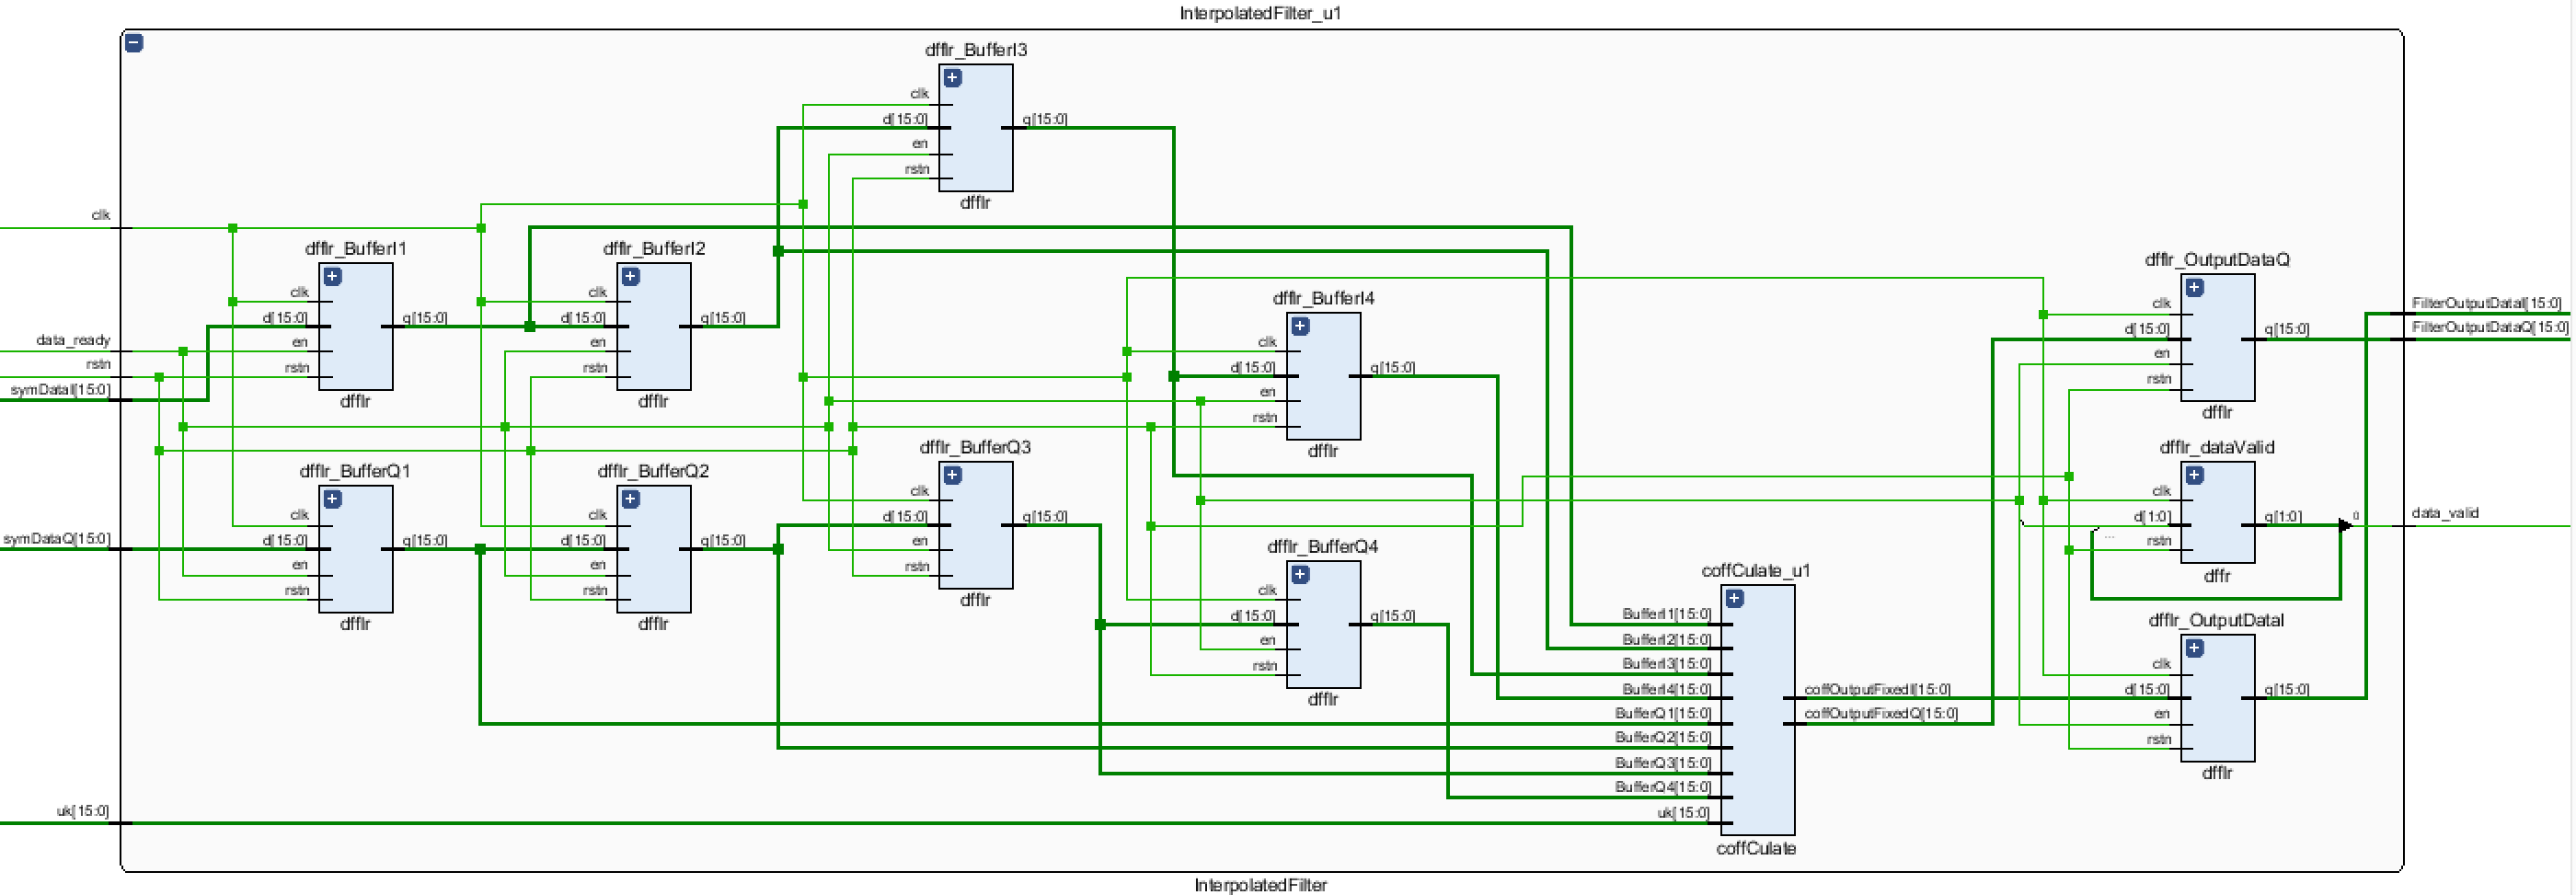 InterpolatedFilter_u1
dfflr_BufferI3
clk
d[15:0]
q[15:0]
en
rstn
dfflr
clk
data_ready
rstn
symDataI[15:0]
symDataQ[15:0]
uk[15:0]
dfflr_BufferI1
clk
d[15:0]
q[15:0]
en
rstn
dfflr
dfflr_BufferI2
clk
d[15:0]
q[15:0]
en
rstn
dfflr
dfflr_BufferQ1
clk
d[15:0]
q[15:0]
en
rstn
dfflr
dfflr_BufferQ2
clk
d[15:0]
q[15:0]
en
rstn
dfflr
dfflr_BufferQ3
clk
d[15:0]
q[15:0]
en
rstn
dfflr
dfflr_BufferI4
clk
d[15:0]
q[15:0]
en
rstn
dfflr
dfflr_BufferQ4
clk
d[15:0]
q[15:0]
en
rstn
dfflr
coffCulate_u1
BufferI1[15:0]
BufferI2[15:0]
BufferI3[15:0]
BufferI4[15:0]
BufferQ1[15:0]
BufferQ2[15:0]
BufferQ3[15:0]
BufferQ4[15:0]
uk[15:0]
coffOutputFixedI[15:0]
coffOutputFixedQ[15:0]
coffCulate
dfflr_OutputDataQ
clk
d[15:0]
q[15:0]
en
rstn
dfflr
dfflr_dataValid
clk
d[1:0]
q[1:0]
0
...
rstn
dffr
dfflr_OutputDataI
clk
d[15:0]
q[15:0]
en
rstn
dfflr
FilterOutputDataI[15:0]
FilterOutputDataQ[15:0]
data_valid
InterpolatedFilter